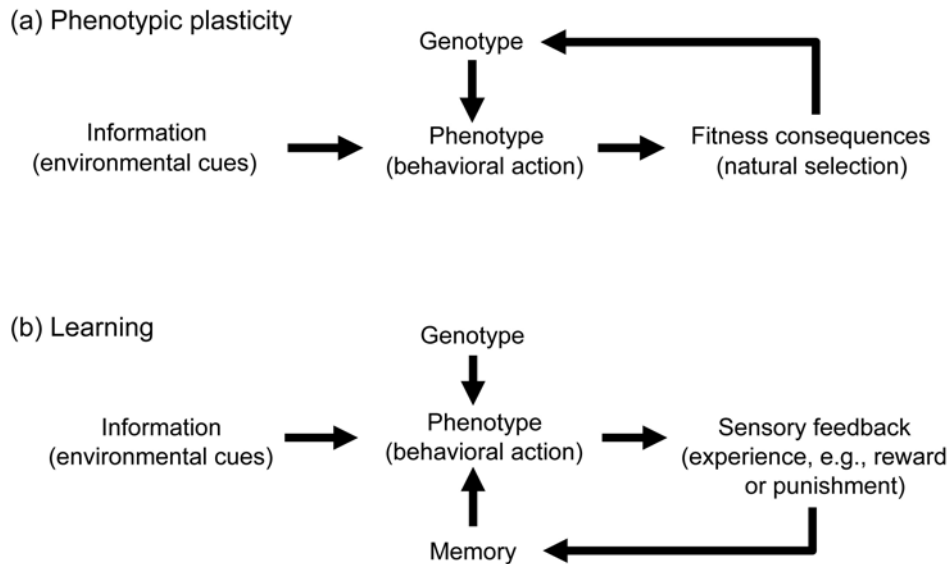 (a) Phenotypic plasticity
Genotype
Information
(environmental cues)
Phenotype
(behavioral action)
Fitness consequences
(natural selection)
(b) Learning
Genotype
Information
(environmental cues)
Phenotype
(behavioral action)
Sensory feedback
(experience, e.g., reward
or punishment)
Memory